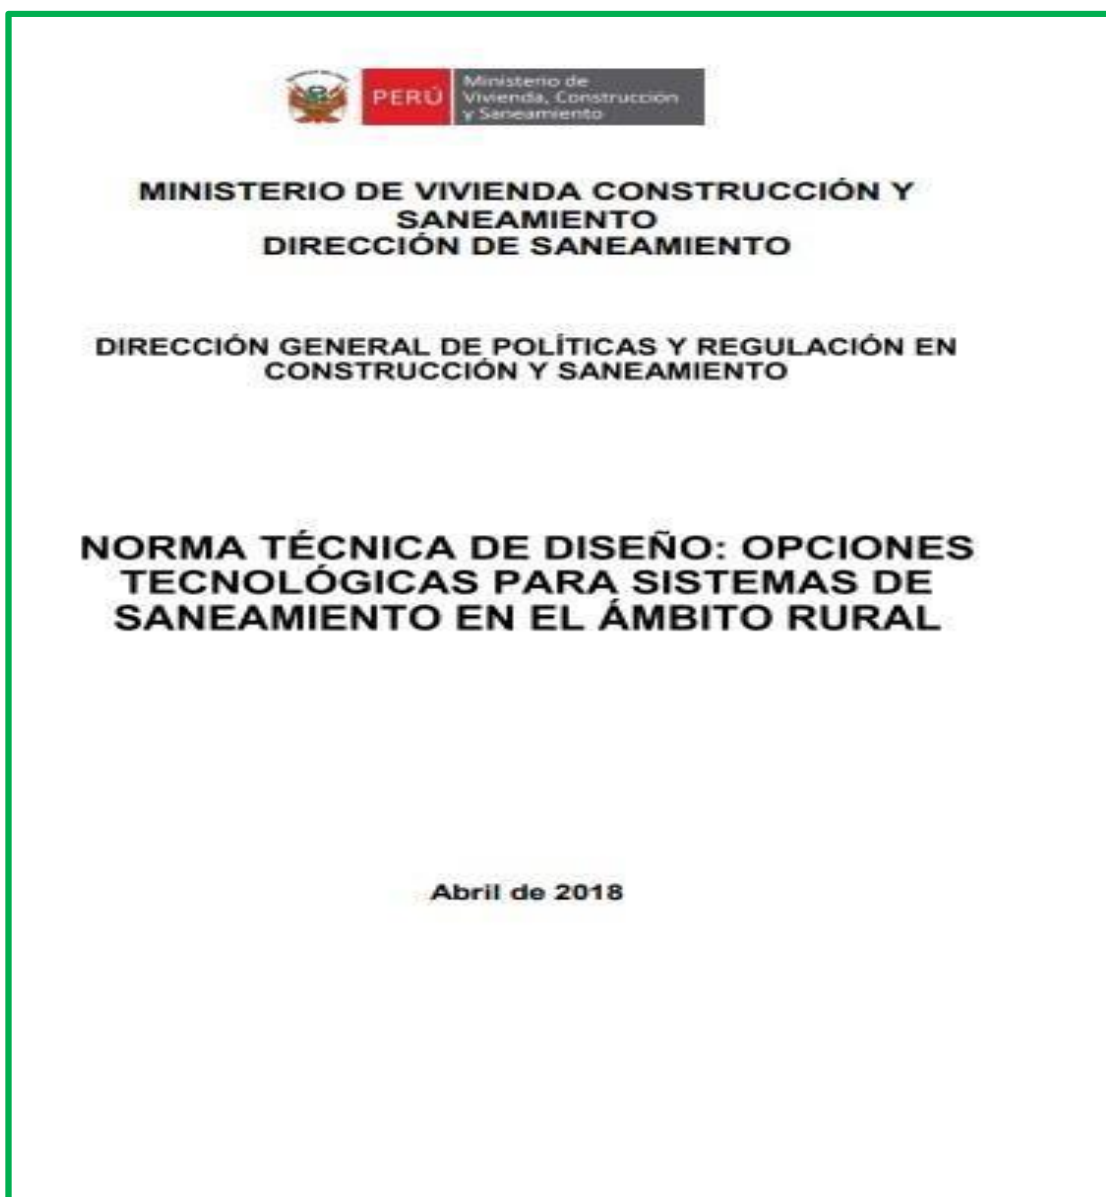 PERÚ
Ministerio de
Vivienda, Construcción
y Saneamiento
MINISTERIO DE VIVIENDA CONSTRUCCIÓN Y
SANEAMIENTO
DIRECCIÓN DE SANEAMIENTO
DIRECCIÓN GENERAL DE POLÍTICAS Y REGULACIÓN EN
CONSTRUCCIÓN Y SANEAMIENTO
NORMA TÉCNICA DE DISEÑO: OPCIONES
TECNOLÓGICAS PARA SISTEMAS DE
SANEAMIENTO EN EL ÁMBITO RURAL
Abril de 2018